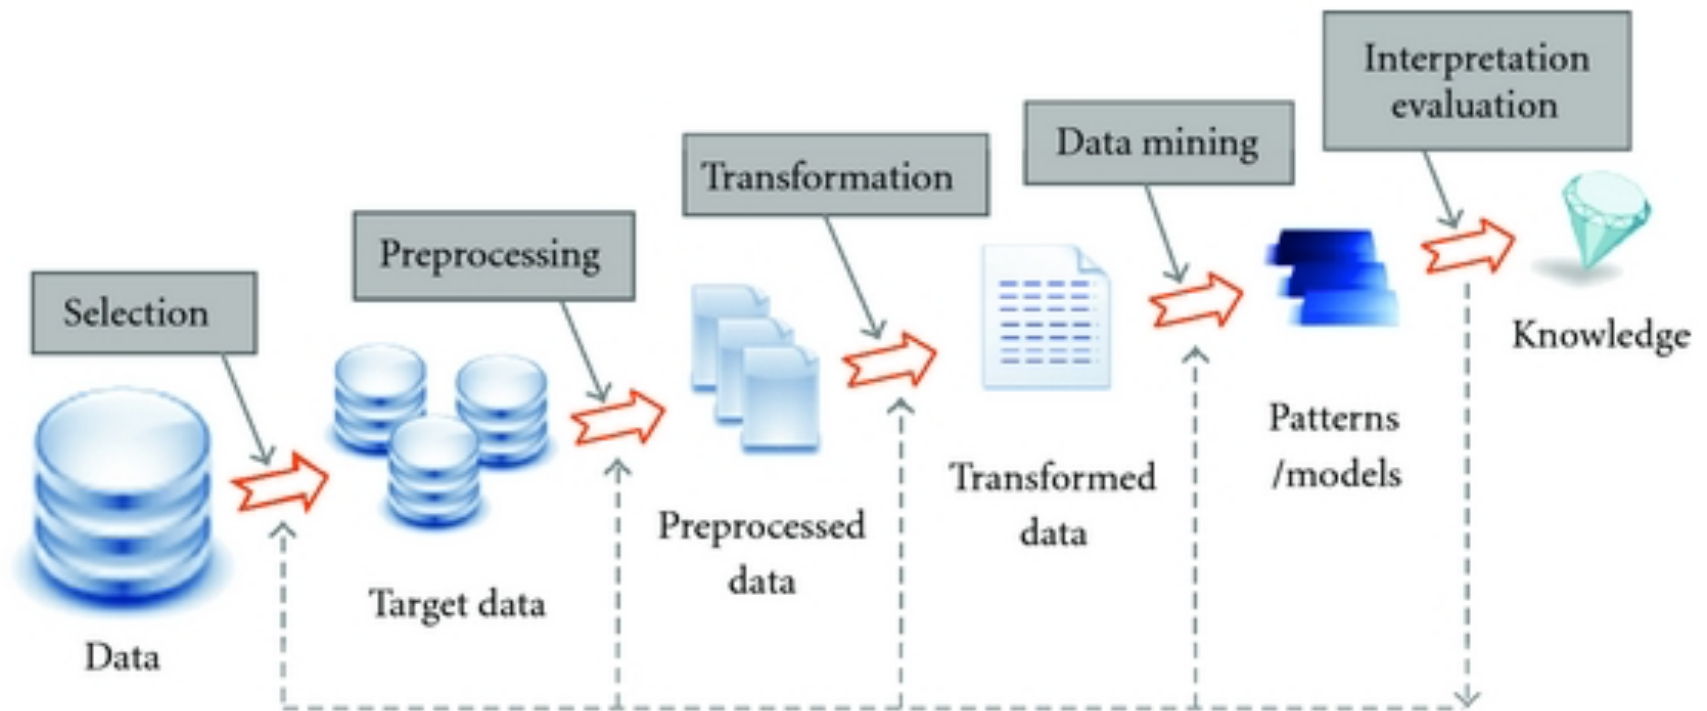 Interpretation
evaluation
Data mining
Transformation
Preprocessing
Selection
Knowledge
Patterns
/models
Transformed
data
Preprocessed
data
Target data
Data